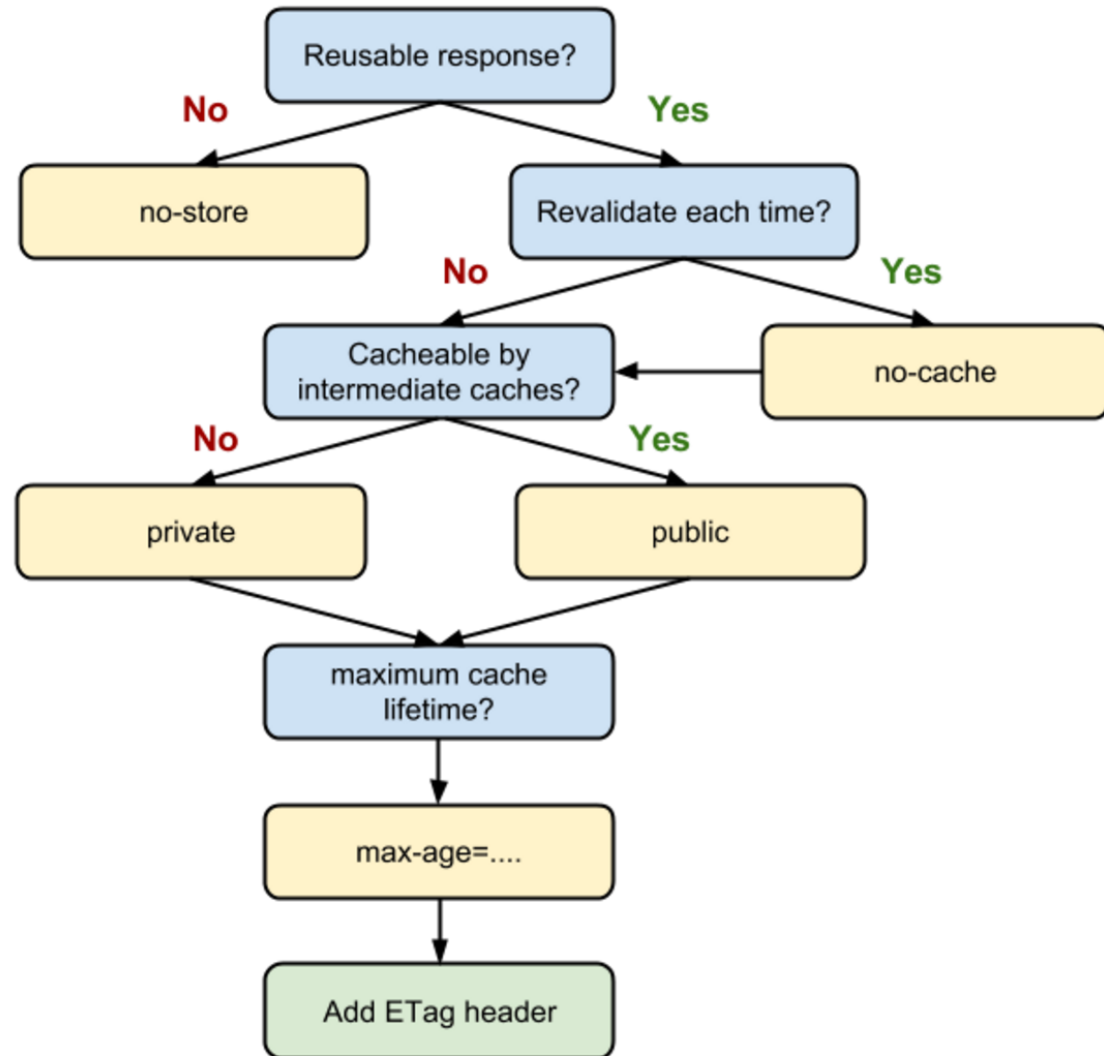 Reusable response?
No
Yes
no-store
Revalidate each time?
No
Yes
Cacheable by
intermediate caches?
no-cache
No
Yes
private
public
maximum cache
lifetime?
max-age=....
Add ETag header